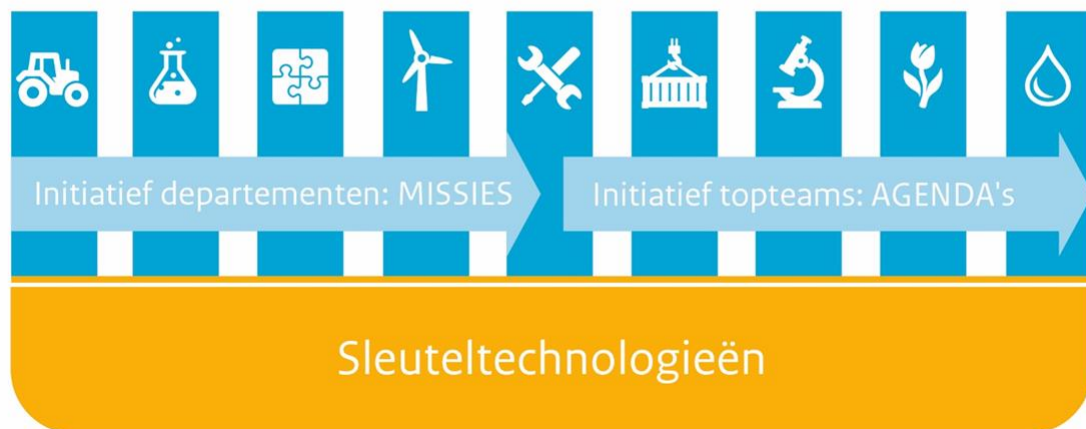 Initiatief departementen: MISSIES
Initiatief topteams: AGENDA's
Sleuteltechnologieën